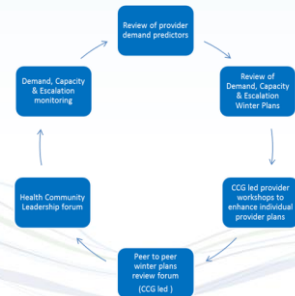 Review of provider
demand predictors
Review of
Demand, Capacity
& Escalation
Winter Plans
CCG led provider
workshops to
enhance individual
provider plans
Peer to peer
winter plans
review forum
(CCG led )
Health Community
Leadership forum
Demand, Capacity
& Escalation
monitoring